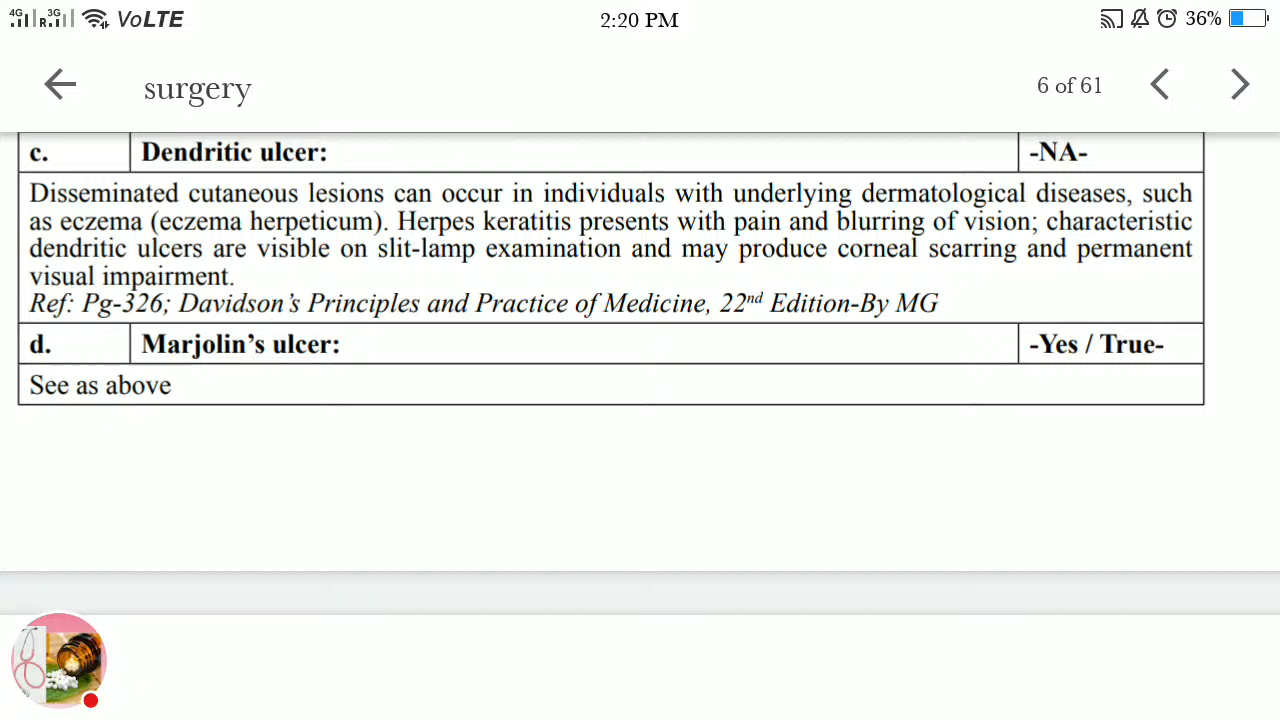 4G R 3G VoLTE 2:20 PM 36%
surgery 6 of 61
c. Dendritic ulcer: -NA-
Disseminated cutaneous lesions can occur in individuals with underlying dermatological diseases, such
as eczema (eczema herpeticum). Herpes keratitis presents with pain and blurring of vision; characteristic
dendritic ulcers are visible on slit-lamp examination and may produce corneal scarring and permanent
visual impairment.
Ref: Pg-326; Davidson's Principles and Practice of Medicine, 22nd Edition-By MG
d. Marjolin's ulcer: -Yes / True-
See as above